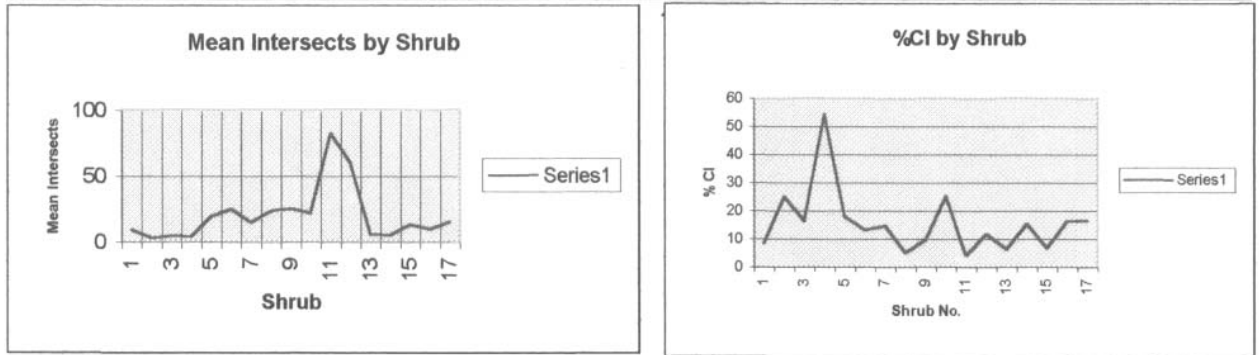 Mean Intersects by Shrub
Mean Intersects
100
50
0
1 3 5 7 9 11 13 15 17
Shrub
Series1
%CI by Shrub
% CI
60
50
40
30
20
10
0
1 3 5 7 9 11 13 15 17
Shrub No.
Series1